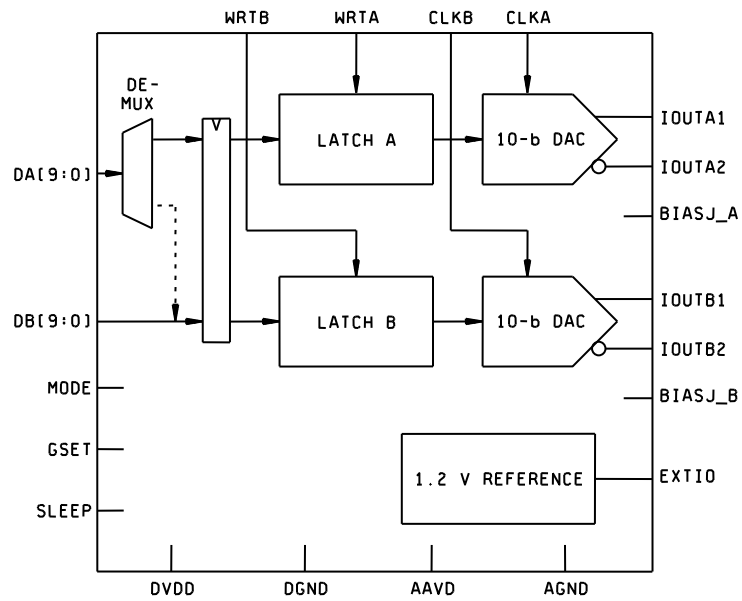 WRTB WRTA CLKB CLKA
DE-
MUX
V
LATCH A
10-b DAC
IOUTA1
DA[9:0]
IOUTA2
BIASJ_A
DB[9:0]
LATCH B
10-b DAC
IOUTB1
IOUTB2
MODE
BIASJ_B
GSET
1.2 V REFERENCE
EXTIO
SLEEP
DVDD DGND AAVD AGND